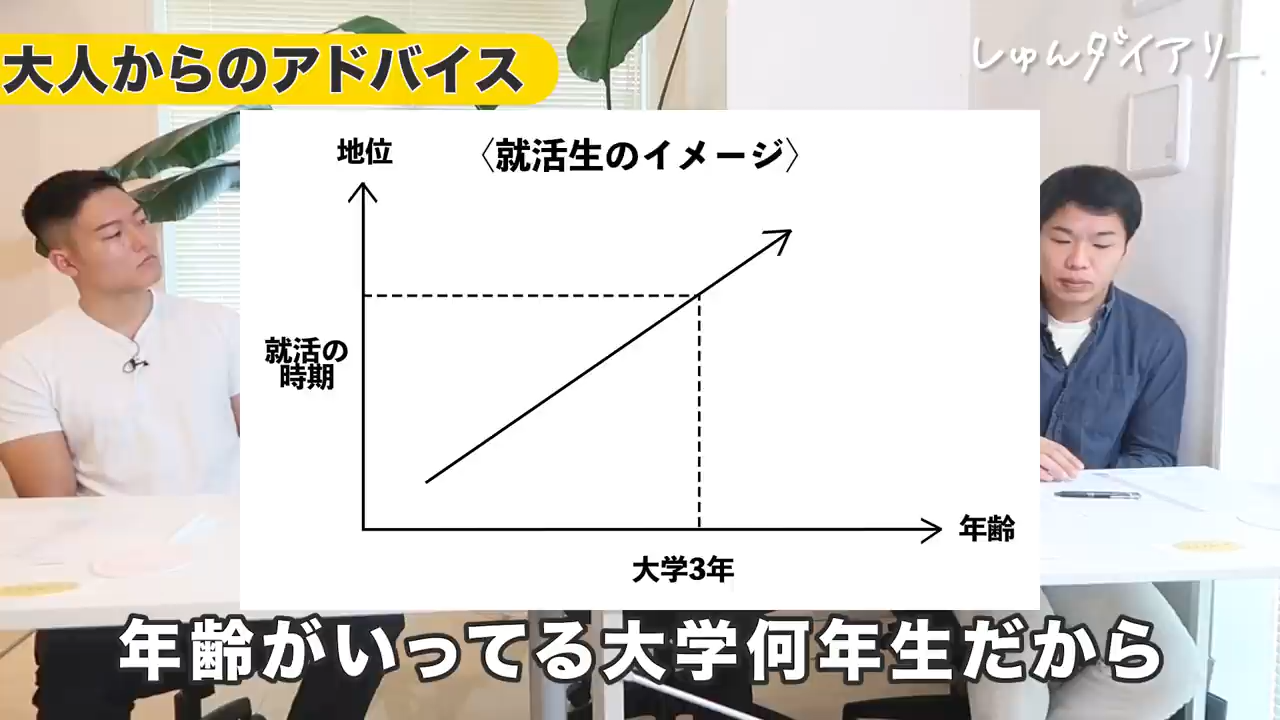 大人からのアドバイス
しゅんダイアリー.
地位
〈就活生のイメージ〉
就活の
時期
年齢
大学3年
年齢がいってる大学何年生だから